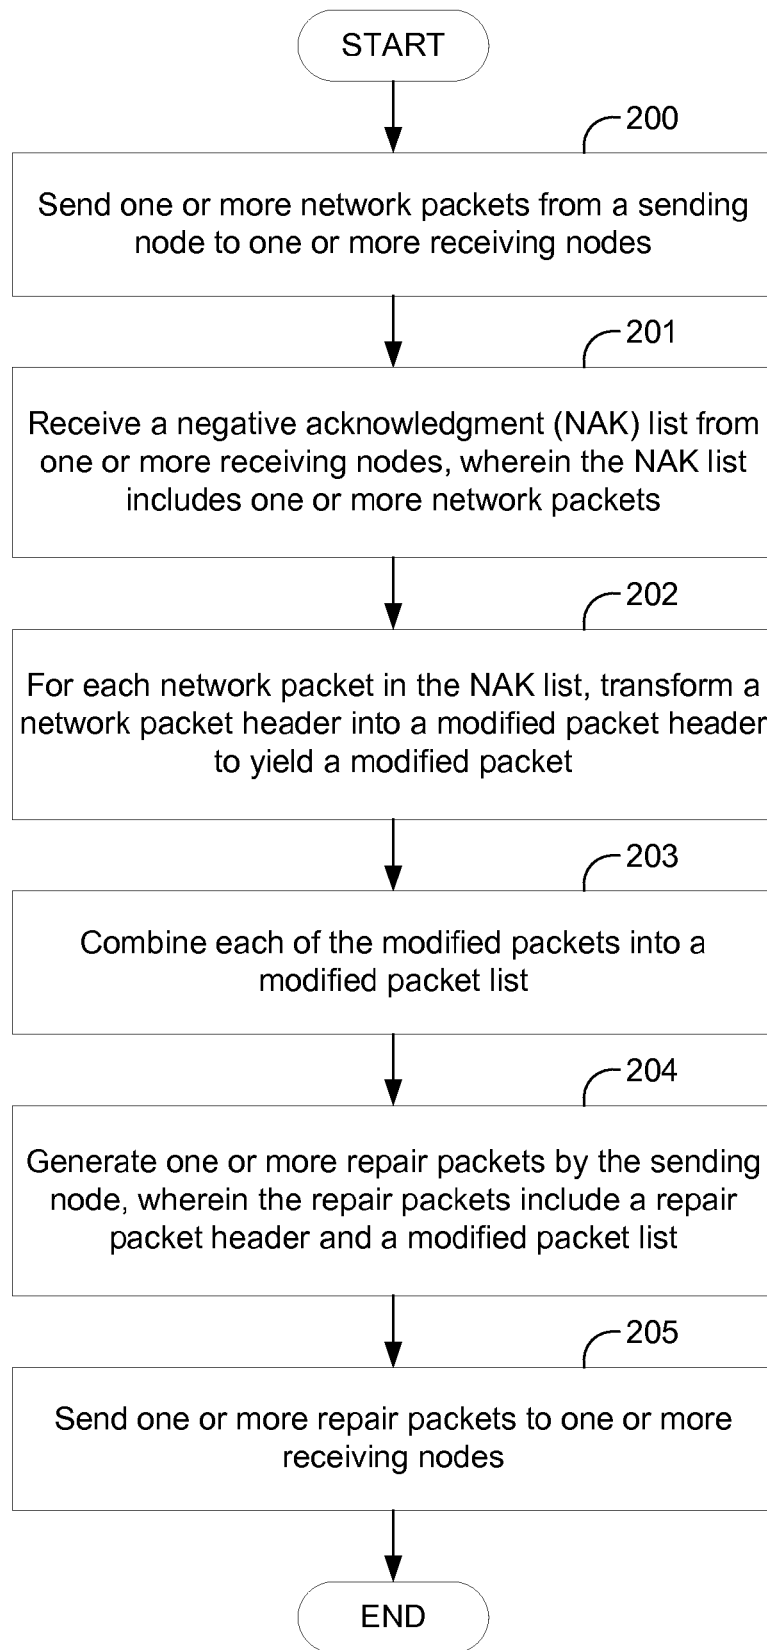 START
200
Send one or more network packets from a sending
node to one or more receiving nodes
201
Receive a negative acknowledgment (NAK) list from
one or more receiving nodes, wherein the NAK list
includes one or more network packets
202
For each network packet in the NAK list, transform a
network packet header into a modified packet header
to yield a modified packet
203
Combine each of the modified packets into a
modified packet list
204
Generate one or more repair packets by the sending
node, wherein the repair packets include a repair
packet header and a modified packet list
205
Send one or more repair packets to one or more
receiving nodes
END